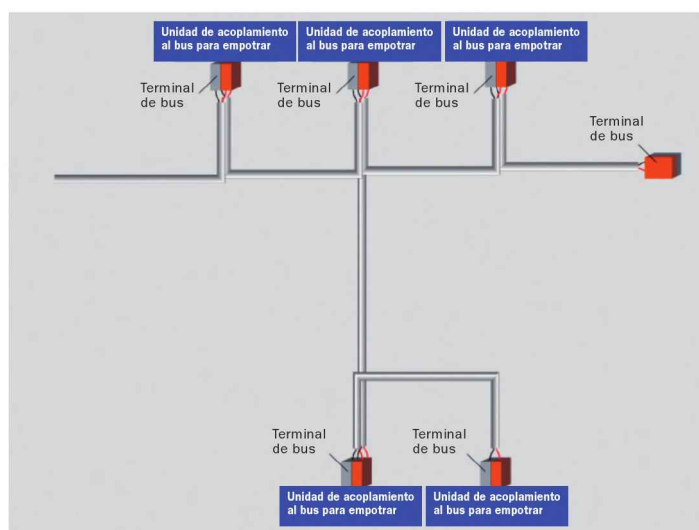 Unidad de acoplamiento
al bus para empotrar
Unidad de acoplamiento
al bus para empotrar
Unidad de acoplamiento
al bus para empotrar
Terminal
de bus
Terminal
de bus
Terminal
de bus
Terminal
de bus
Terminal
de bus
Terminal
de bus
Unidad de acoplamiento
al bus para empotrar
Unidad de acoplamiento
al bus para empotrar